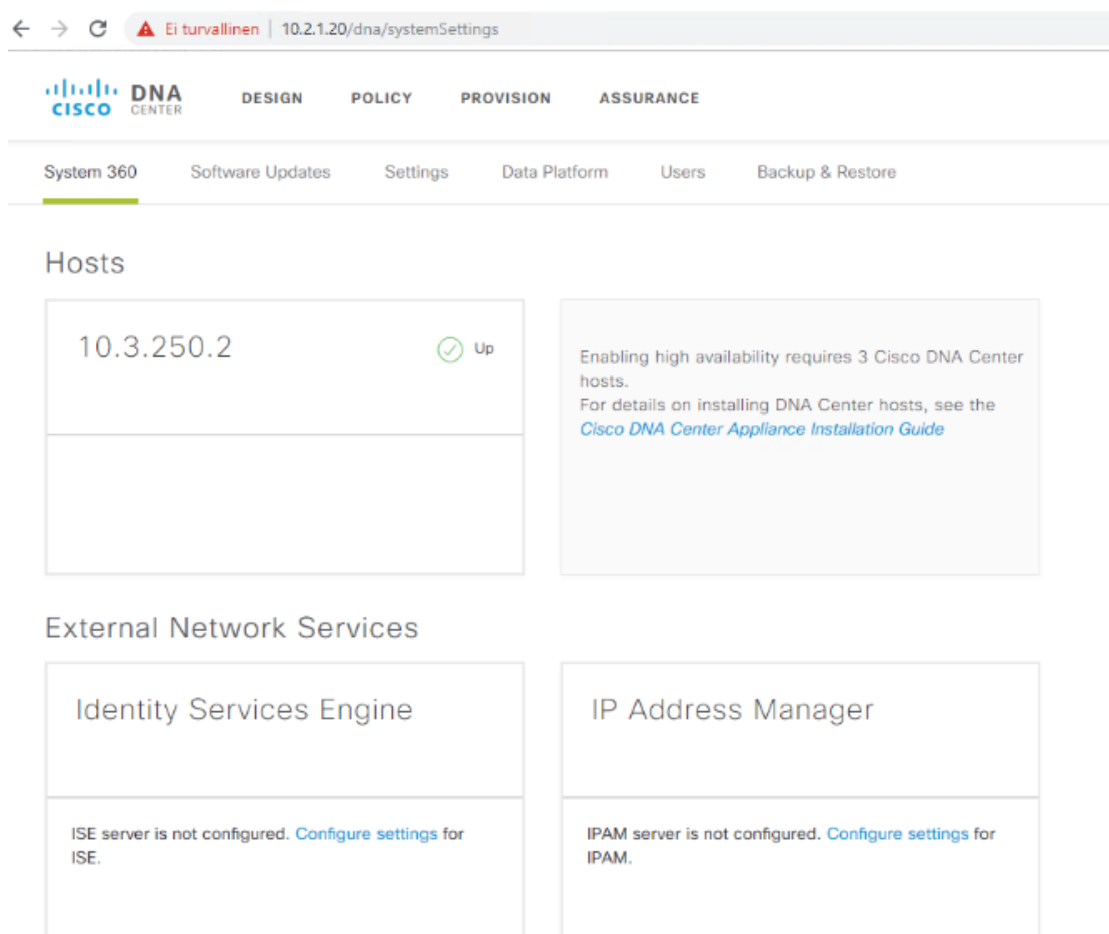 Ei turvallinen | 10.2.1.20/dna/systemSettings
CISCO DNA CENTER DESIGN POLICY PROVISION ASSURANCE
System 360 Software Updates Settings Data Platform Users Backup & Restore
Hosts
10.3.250.2 Up
Enabling high availability requires 3 Cisco DNA Center
hosts.
For details on installing DNA Center hosts, see the
Cisco DNA Center Appliance Installation Guide
External Network Services
Identity Services Engine
ISE server is not configured. Configure settings for
ISE.
IP Address Manager
IPAM server is not configured. Configure settings for
IPAM.